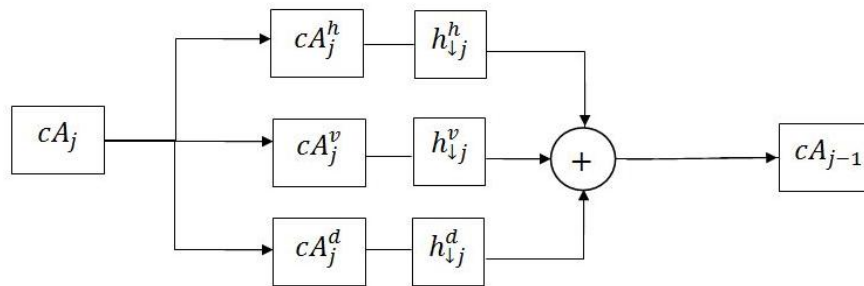 cA_j^h h_{↓j}^h
cA_j cA_j^v h_{↓j}^v + cA_{j−1}
cA_j^d h_{↓j}^d